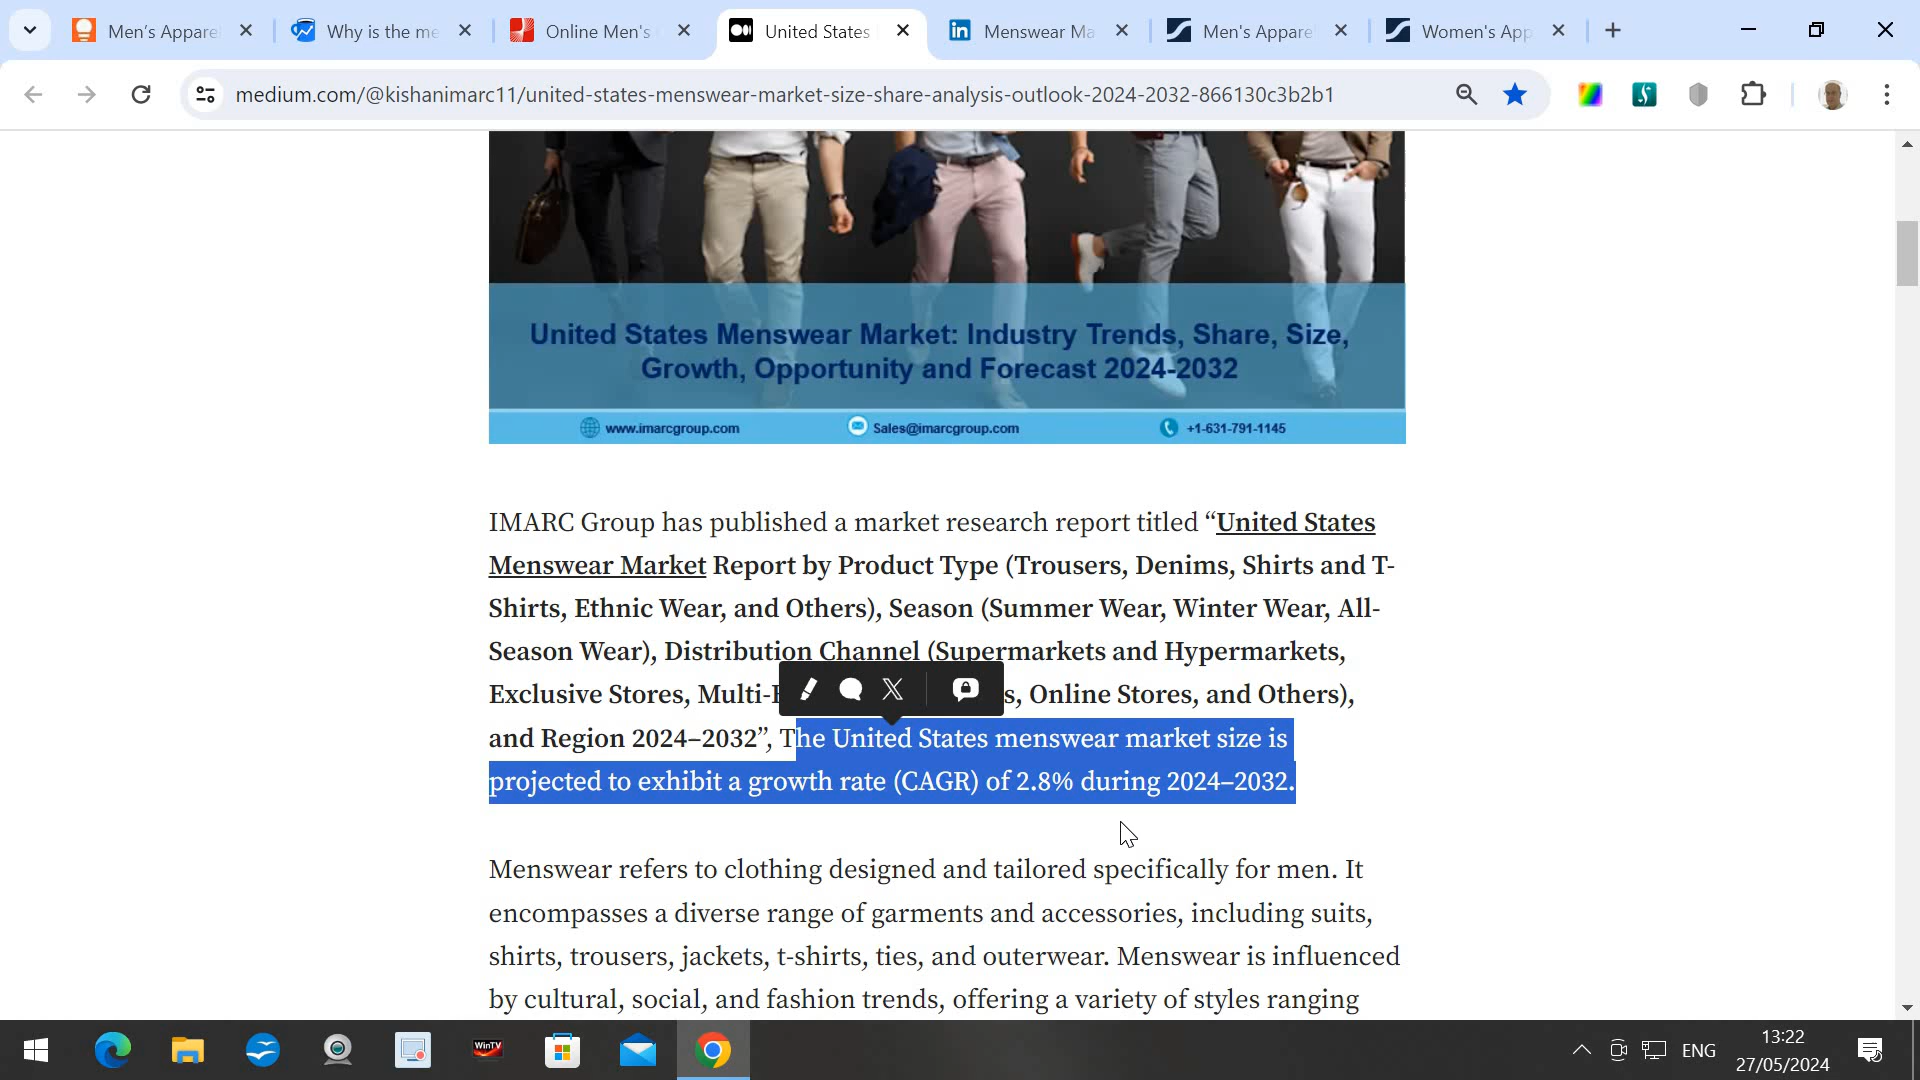 Men's Appare
Why is the me
Online Men's
United States
Menswear Ma
Men's Appare
Women's App
medium.com/@kishanimarc11/united-states-menswear-market-size-share-analysis-outlook-2024-2032-866130c3b2b1
United States Menswear Market: Industry Trends, Share, Size,
Growth, Opportunity and Forecast 2024-2032
www.imarcgroup.com
Sales@imarcgroup.com
+1-631-791-1145
IMARC Group has published a market research report titled “United States
Menswear Market Report by Product Type (Trousers, Denims, Shirts and T-
Shirts, Ethnic Wear, and Others), Season (Summer Wear, Winter Wear, All-
Season Wear), Distribution Channel (Supermarkets and Hypermarkets,
Exclusive Stores, Multi- s, Online Stores, and Others),
and Region 2024–2032”, The United States menswear market size is
projected to exhibit a growth rate (CAGR) of 2.8% during 2024–2032.
Menswear refers to clothing designed and tailored specifically for men. It
encompasses a diverse range of garments and accessories, including suits,
shirts, trousers, jackets, t-shirts, ties, and outerwear. Menswear is influenced
by cultural, social, and fashion trends, offering a variety of styles ranging
WinTV
ENG
13:22
27/05/2024